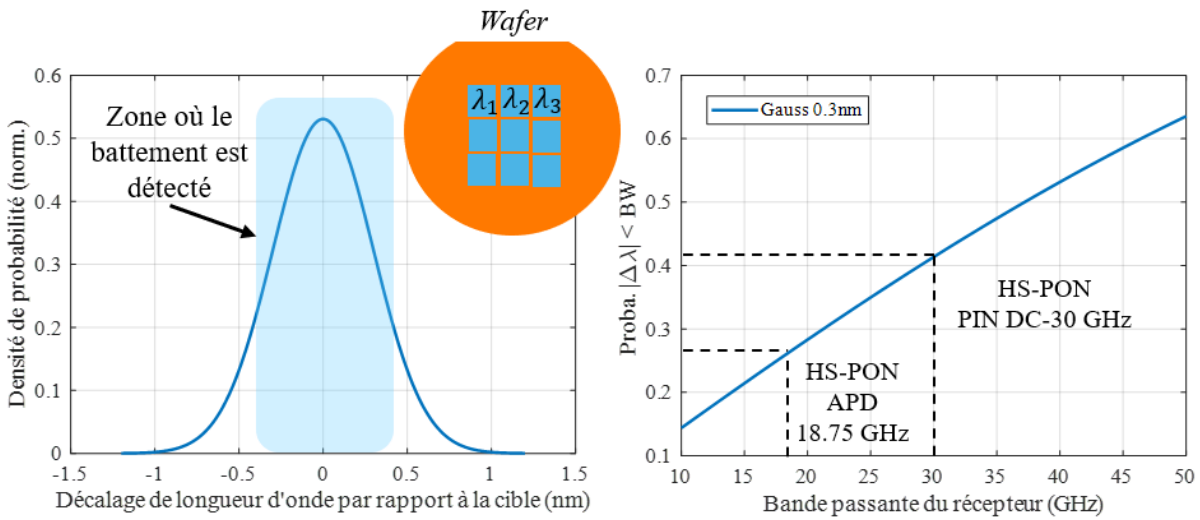 Wafer
λ1 λ2 λ3
Zone où le
battement est
détecté
Densité de probabilité (norm.)
0.6
0.5
0.4
0.3
0.2
0.1
0
-1.5 -1 -0.5 0 0.5 1 1.5
Décalage de longueur d'onde par rapport à la cible (nm)
Gauss 0.3nm
Proba. |Δλ| < BW
0.7
0.6
0.5
0.4
0.3
0.2
0.1
HS-PON
PIN DC-30 GHz
HS-PON
APD
18.75 GHz
10 15 20 25 30 35 40 45 50
Bande passante du récepteur (GHz)